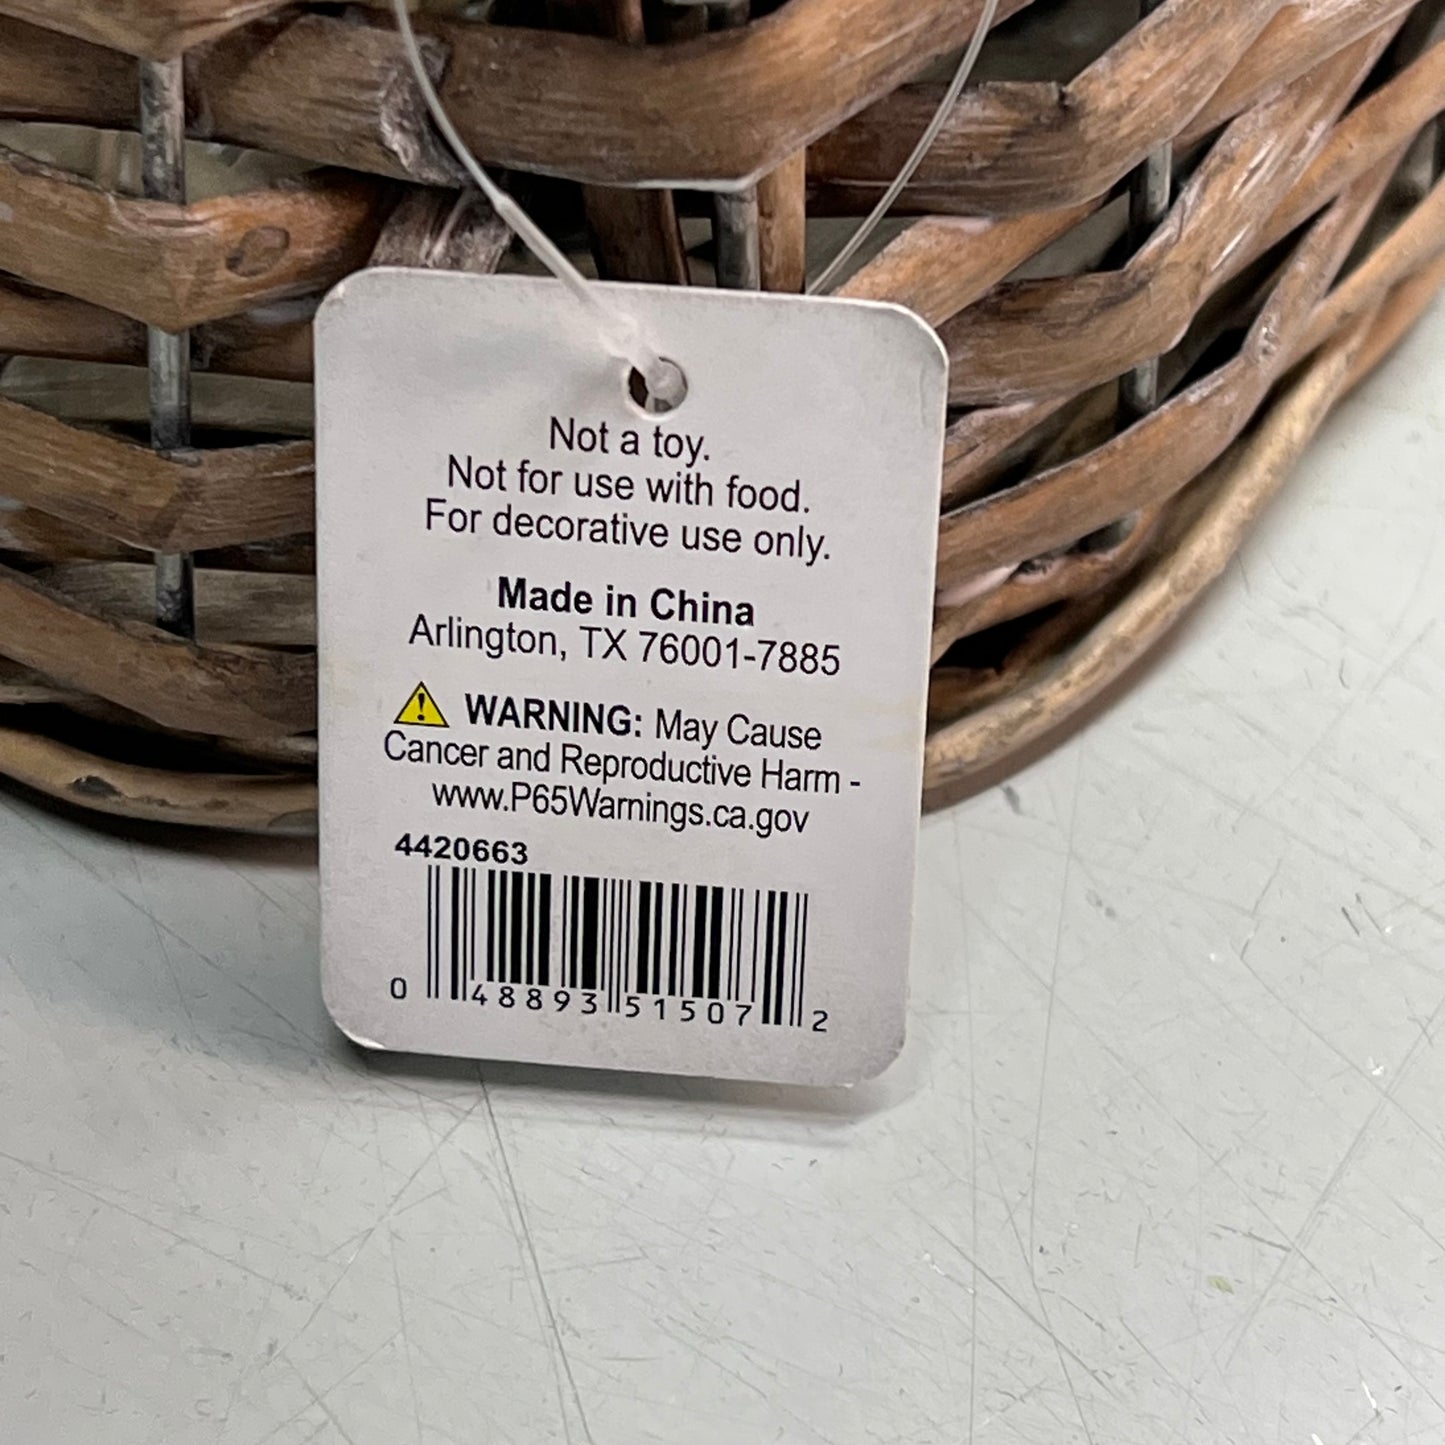 Not a toy.
Not for use with food.
For decorative use only.
Made in China
Arlington, TX 76001-7885
WARNING: May Cause
Cancer and Reproductive Harm -
www.P65Warnings.ca.gov
4420663
0 48893 51507 2